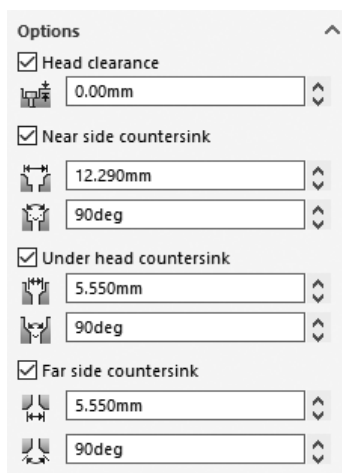 Options
Head clearance
0.00mm
Near side countersink
12.290mm
90deg
Under head countersink
5.550mm
90deg
Far side countersink
5.550mm
90deg